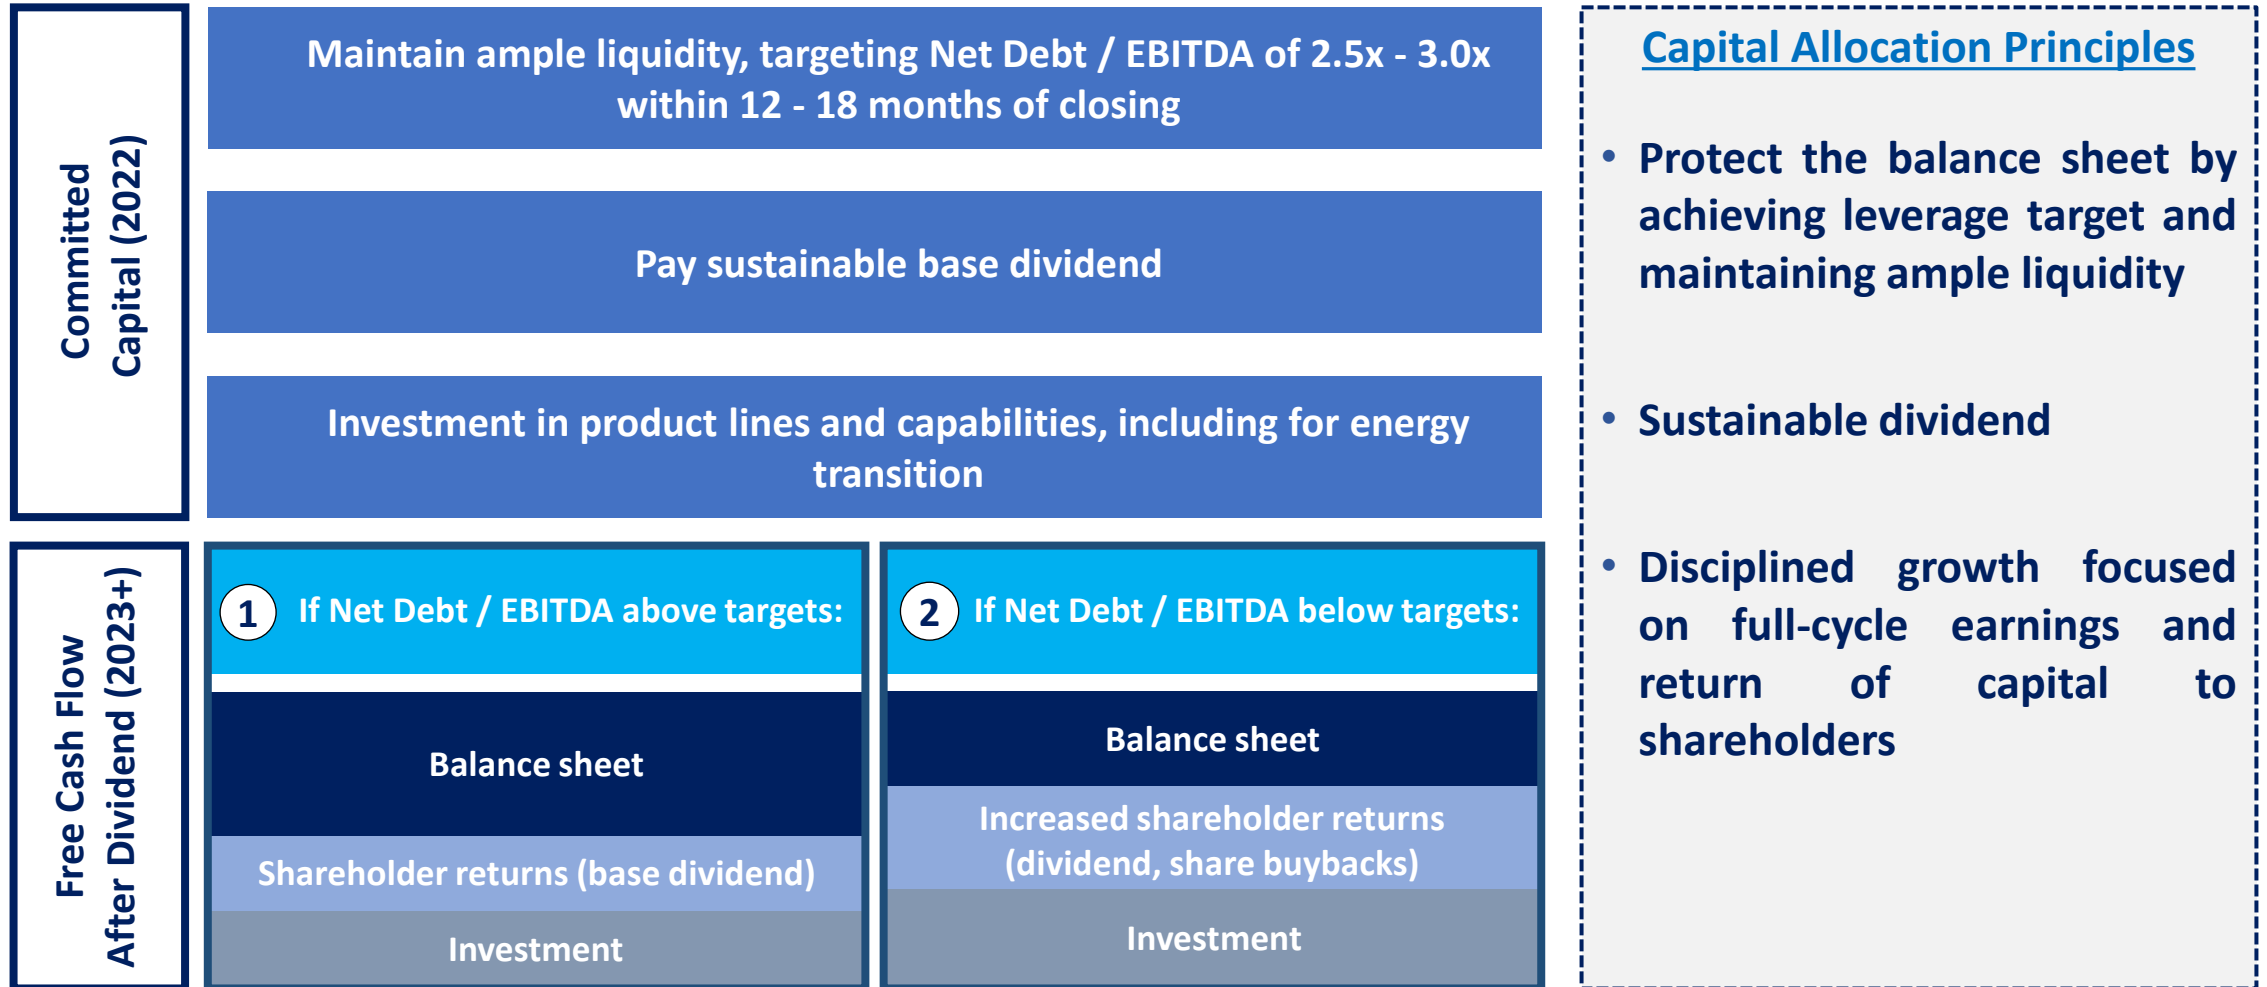 Committed
Capital (2022)
Maintain ample liquidity, targeting Net Debt / EBITDA of 2.5x - 3.0x
within 12 - 18 months of closing
Pay sustainable base dividend
Investment in product lines and capabilities, including for energy
transition
Free Cash Flow
After Dividend (2023+)
1 If Net Debt / EBITDA above targets:
Balance sheet
Shareholder returns (base dividend)
Investment
2 If Net Debt / EBITDA below targets:
Balance sheet
Increased shareholder returns
(dividend, share buybacks)
Investment
Capital Allocation Principles
• Protect the balance sheet by
achieving leverage target and
maintaining ample liquidity
• Sustainable dividend
• Disciplined growth focused
on full-cycle earnings and
return of capital to
shareholders